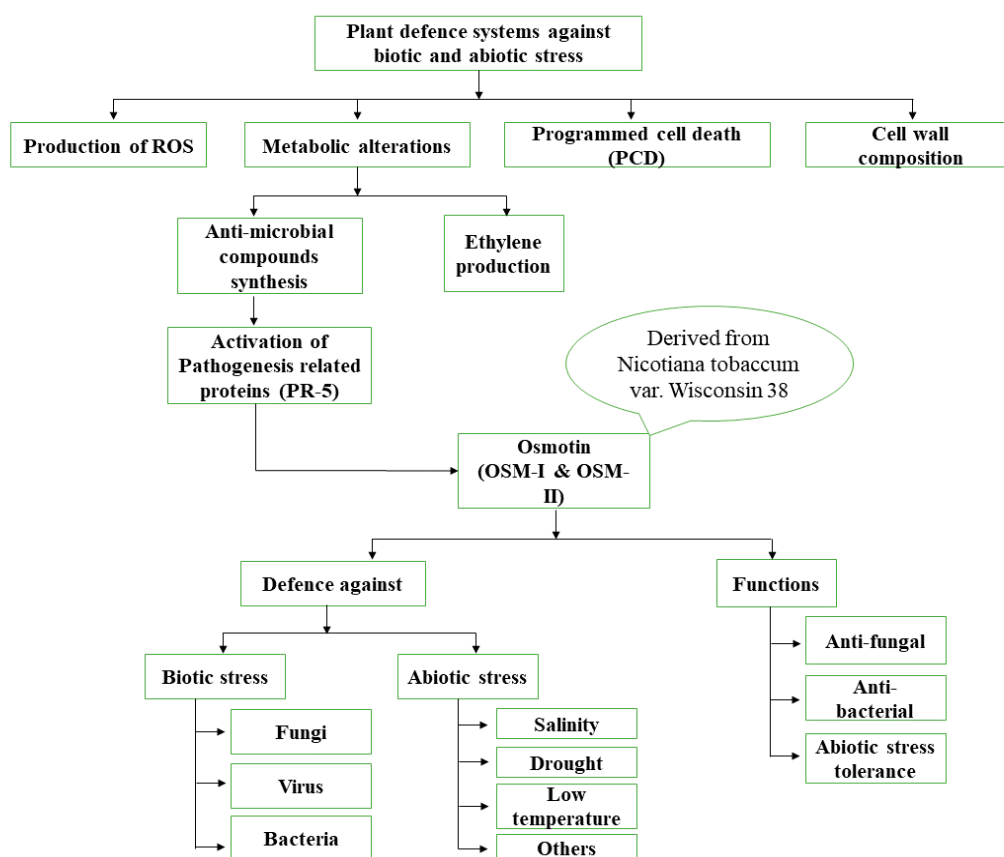 Plant defence systems against
biotic and abiotic stress
Production of ROS
Metabolic alterations
Programmed cell death
(PCD)
Cell wall
composition
Anti-microbial
compounds
synthesis
Ethylene
production
Activation of
Pathogenesis related
proteins (PR-5)
Derived from
Nicotiana tobaccum
var. Wisconsin 38
Osmotin
(OSM-I & OSM-
II)
Defence against
Functions
Biotic stress
Abiotic stress
Anti-fungal
Anti-
bacterial
Abiotic stress
tolerance
Fungi
Virus
Bacteria
Salinity
Drought
Low
temperature
Others